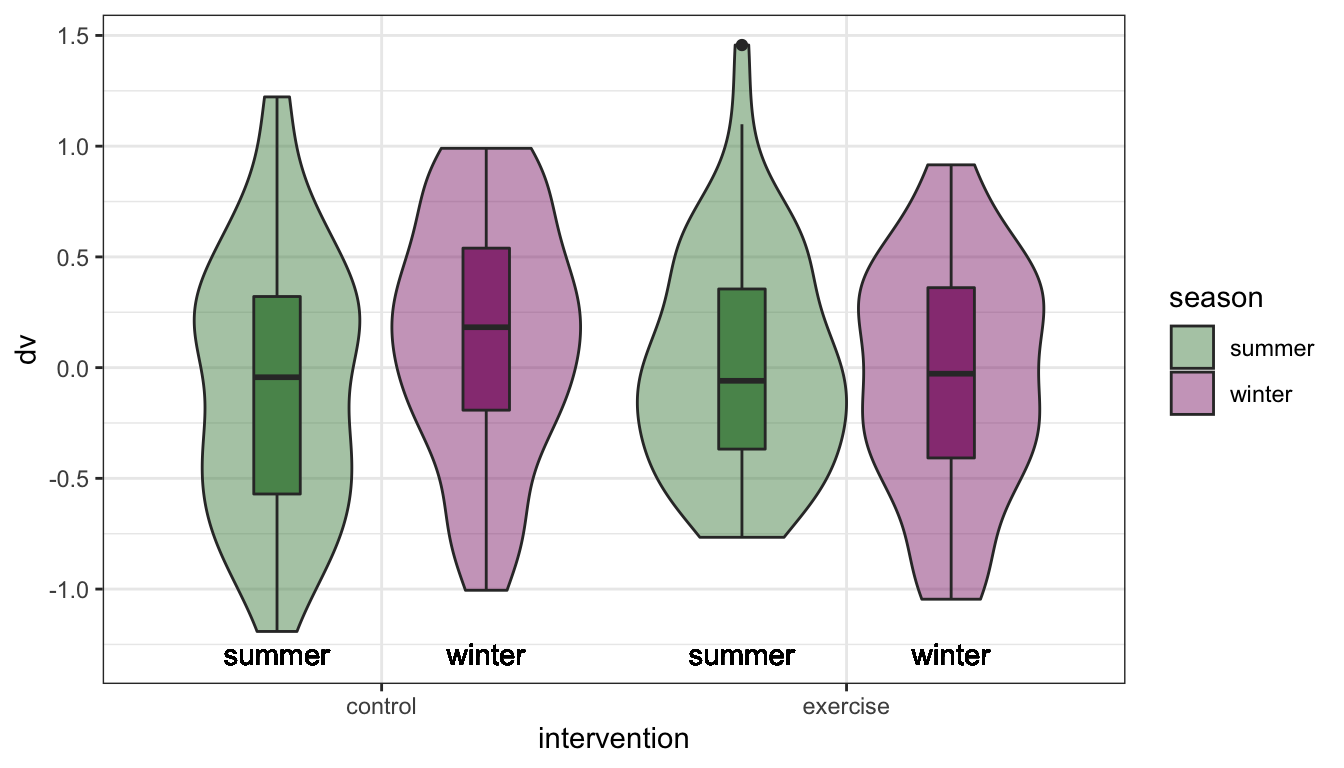 1.5
1.0
0.5
0.0
-0.5
-1.0
dv
summer winter summer winter
control exercise
intervention
season
summer
winter